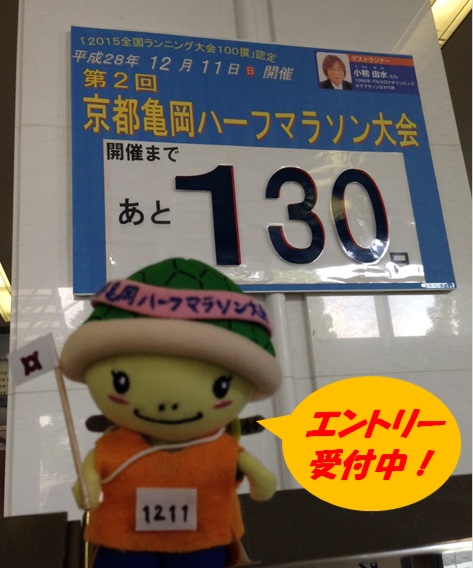 「2015全国ランニング大会100撰」認定
平成28年 12月11日(日)開催
第2回
京都亀岡ハーフマラソン大会
ゲストランナー
小鴨 由水さん
開催まで
あと 130
亀岡ハーフマラソン大会
1211
エントリー
受付中！